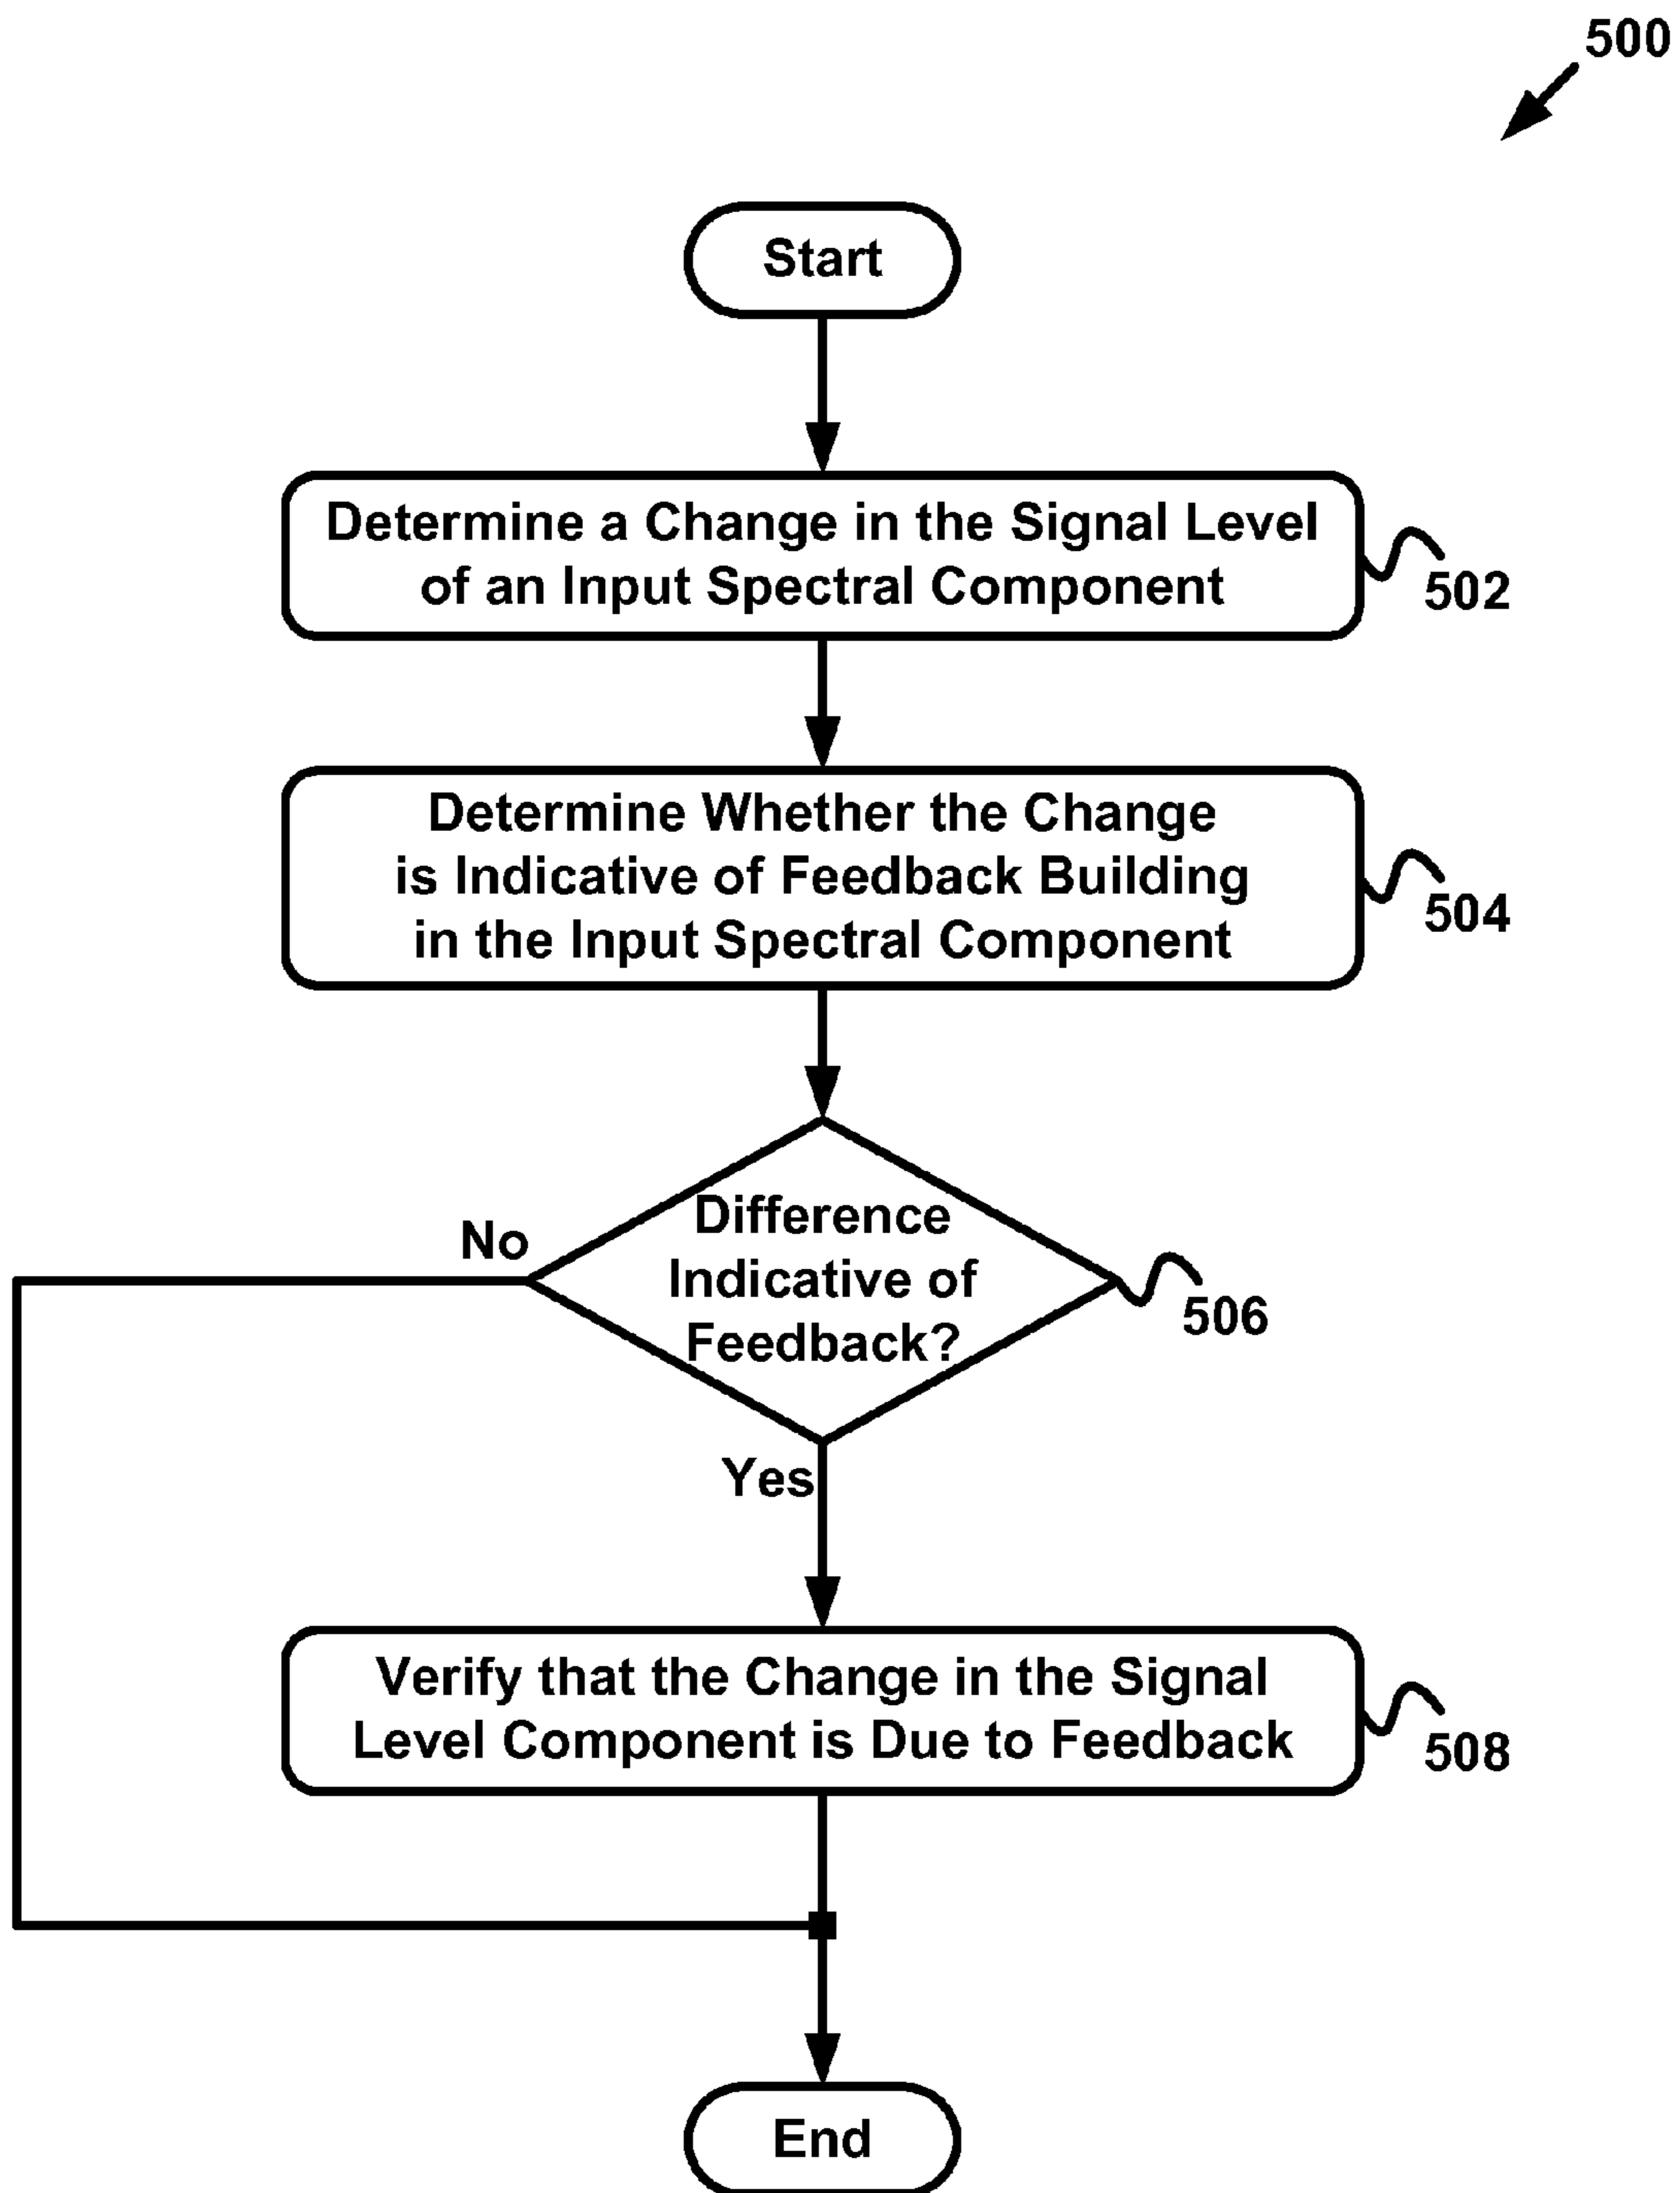 500
Start
Determine a Change in the Signal Level
of an Input Spectral Component
502
Determine Whether the Change
is Indicative of Feedback Building
in the Input Spectral Component
504
No
Difference
Indicative of
Feedback?
506
Yes
Verify that the Change in the Signal
Level Component is Due to Feedback
508
End